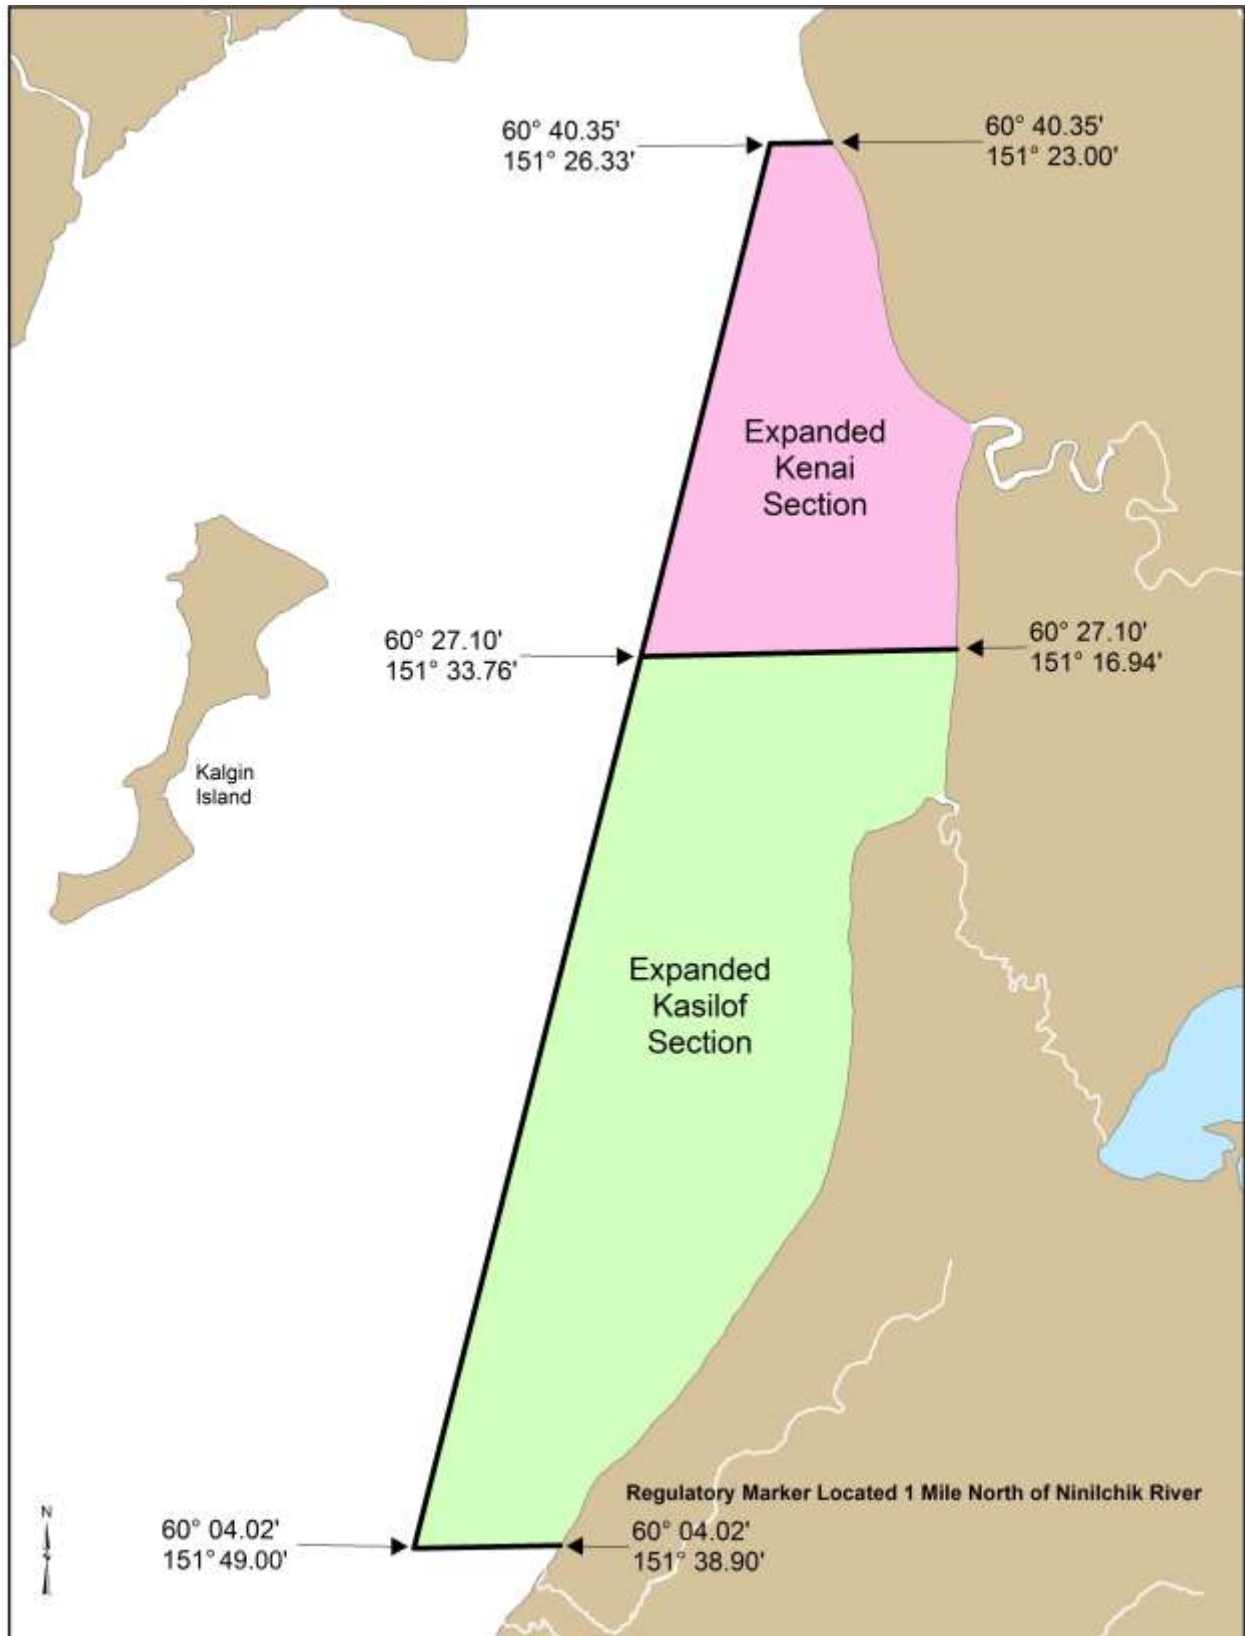 60° 40.35'
151° 26.33'
60° 40.35'
151° 23.00'
Expanded
Kenai
Section
60° 27.10'
151° 33.76'
60° 27.10'
151° 16.94'
Kalgin
Island
Expanded
Kasilof
Section
Regulatory Marker Located 1 Mile North of Ninilchik River
N
60° 04.02'
151° 49.00'
60° 04.02'
151° 38.90'